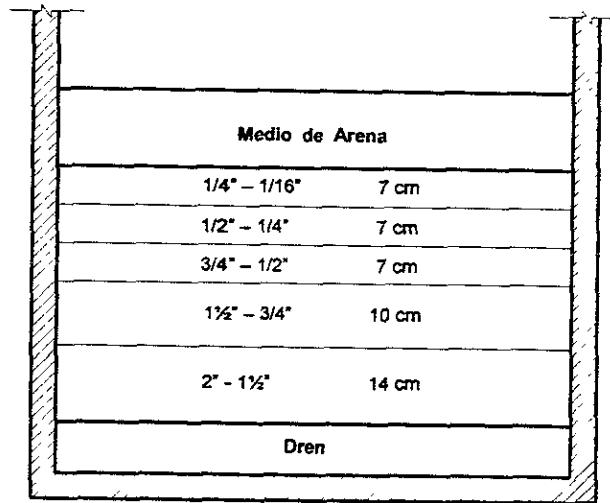 Medio de Arena
1/4" – 1/16" 7 cm
1/2" – 1/4" 7 cm
3/4" – 1/2" 7 cm
1½" – 3/4" 10 cm
2" - 1½" 14 cm
Dren